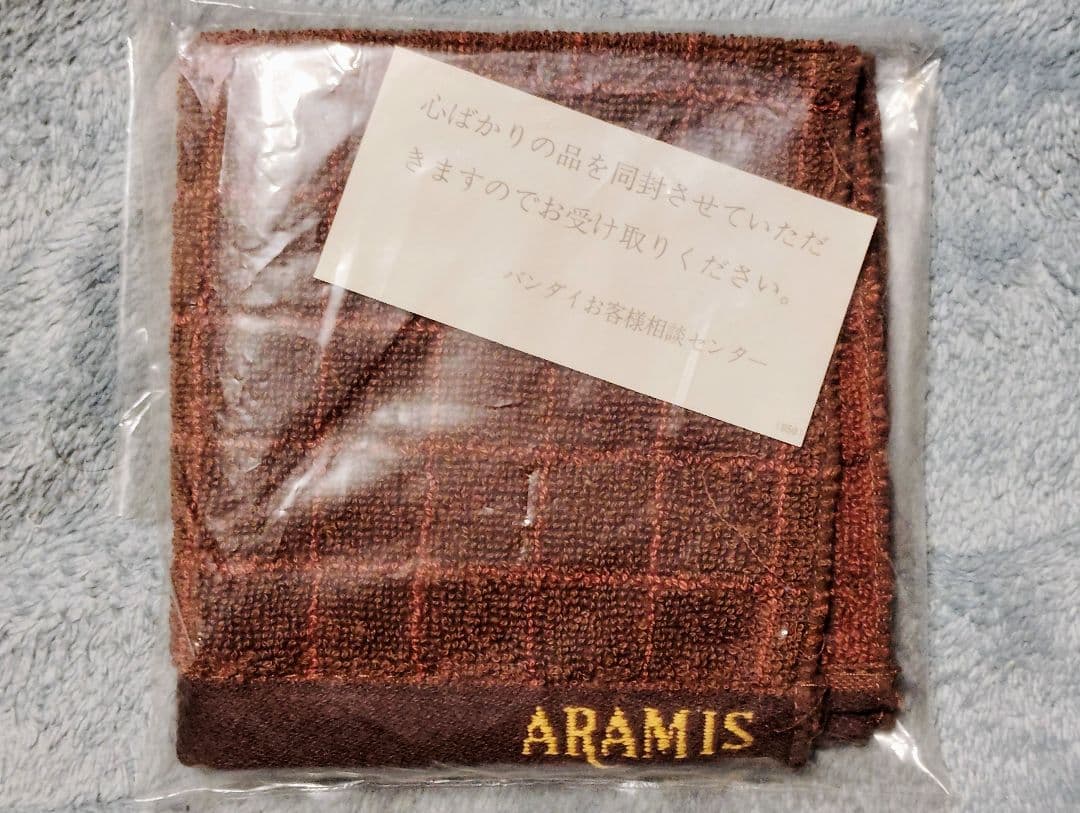 心ばかりの品を同封させていただ
きますのでお受け取りください。
バンダイお客様相談センター
ARAMIS